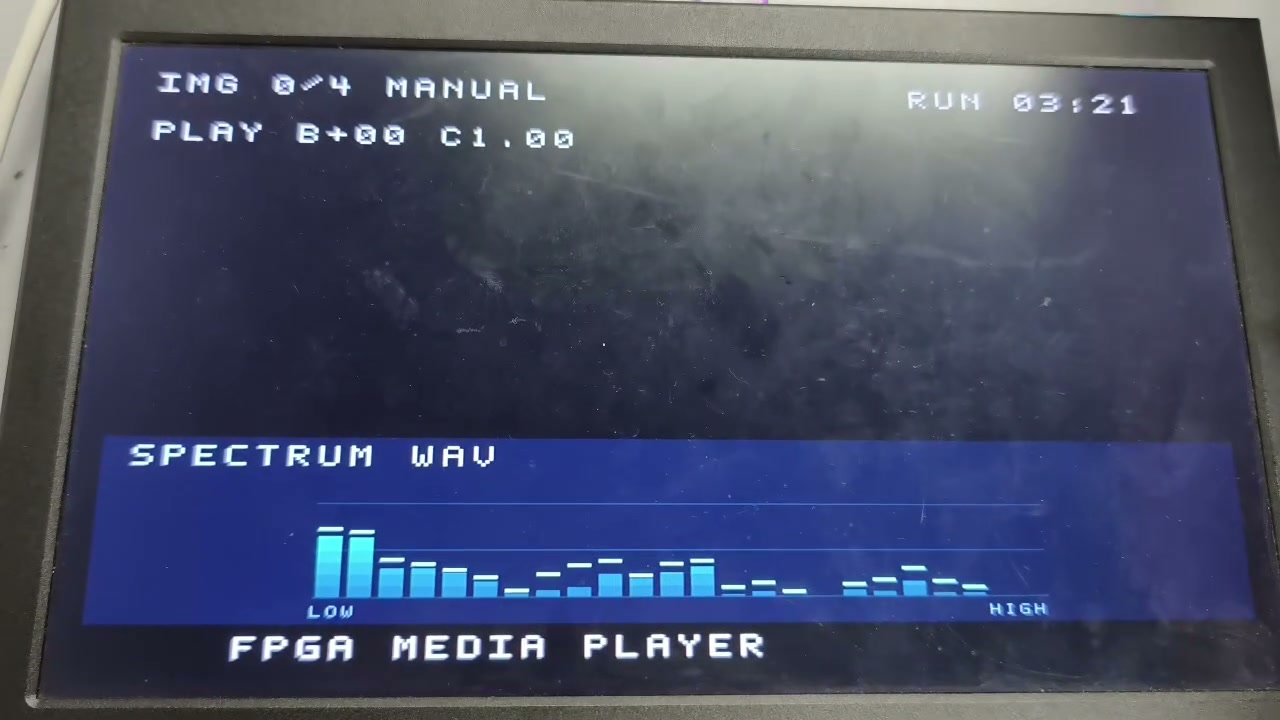 IMG 0/4 MANUAL
RUN 03:21
PLAY B+00 C1.00
SPECTRUM WAV
LOW
HIGH
FPGA MEDIA PLAYER